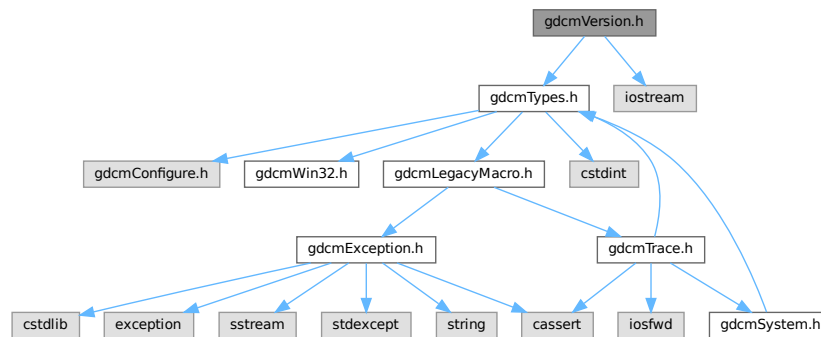 gdcmVersion.h
gdcmTypes.h
iostream
gdcmConfigure.h
gdcmWin32.h
gdcmLegacyMacro.h
cstdint
gdcmException.h
gdcmTrace.h
cstdlib
exception
sstream
stdexcept
string
cassert
iosfwd
gdcmSystem.h